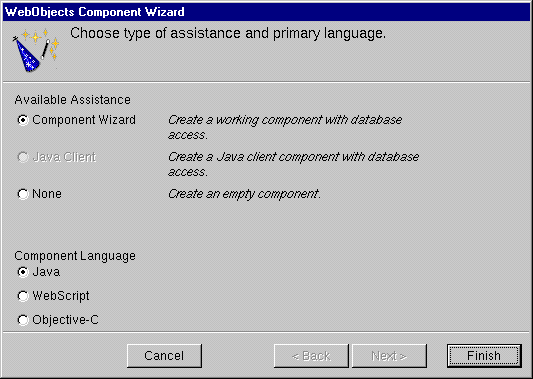 WebObjects Component Wizard
Choose type of assistance and primary language.
Available Assistance
Component Wizard Create a working component with database
access.
Java Client Create a Java client component with database
access.
None Create an empty component.
Component Language
Java
WebScript
Objective-C
Cancel < Back Next > Finish